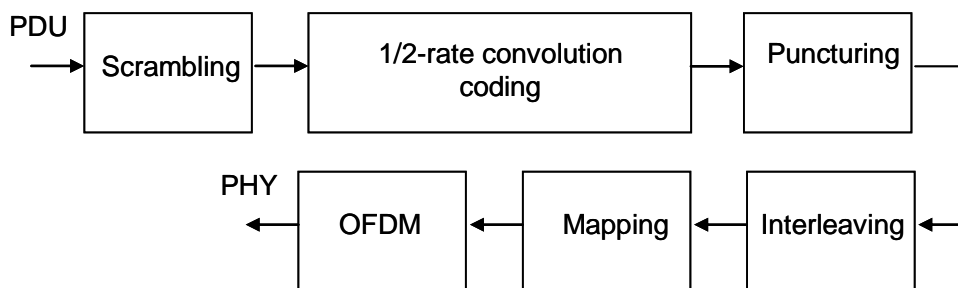 PDU
Scrambling
1/2-rate convolution
coding
Puncturing
PHY
OFDM
Mapping
Interleaving